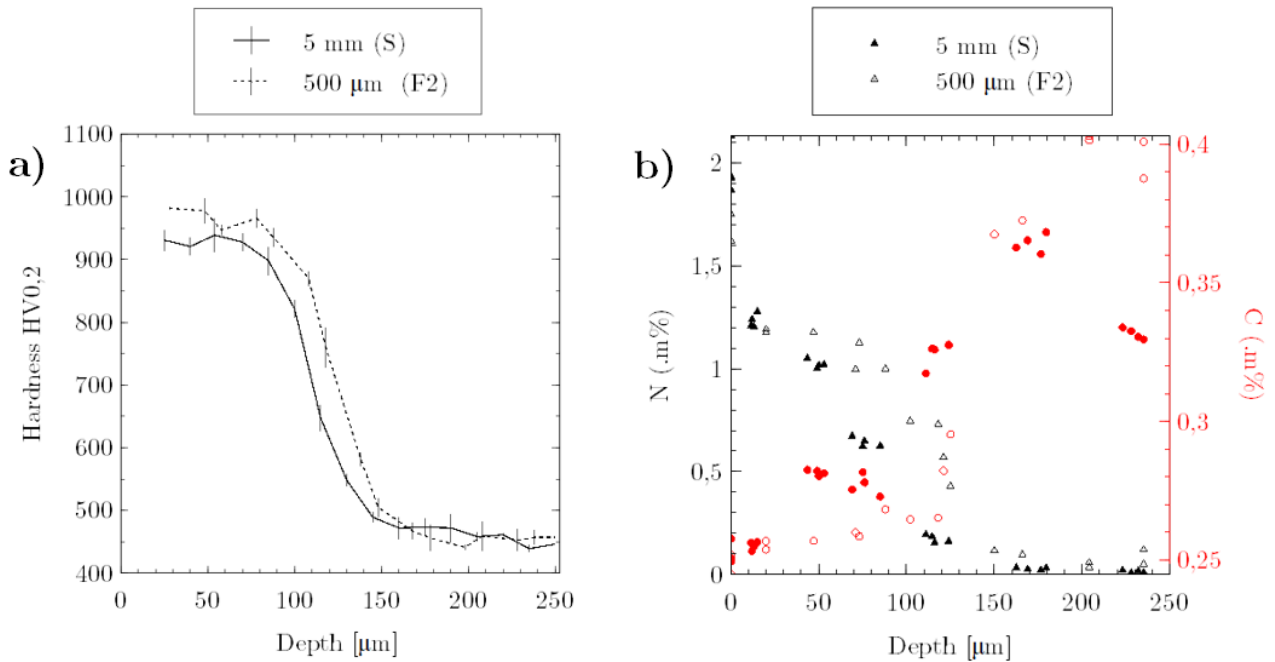 5 mm (S)
500 μm (F2)
a)
1100
1000
900
800
700
600
500
400
0
50
100
150
200
250
Hardness HV0,2
Depth [μm]
5 mm (S)
500 μm (F2)
b)
2
1,5
1
0,5
0
N (.m%)
0
50
100
150
200
250
Depth [μm]
0,4
0,35
0,3
0,25
C (.m%)